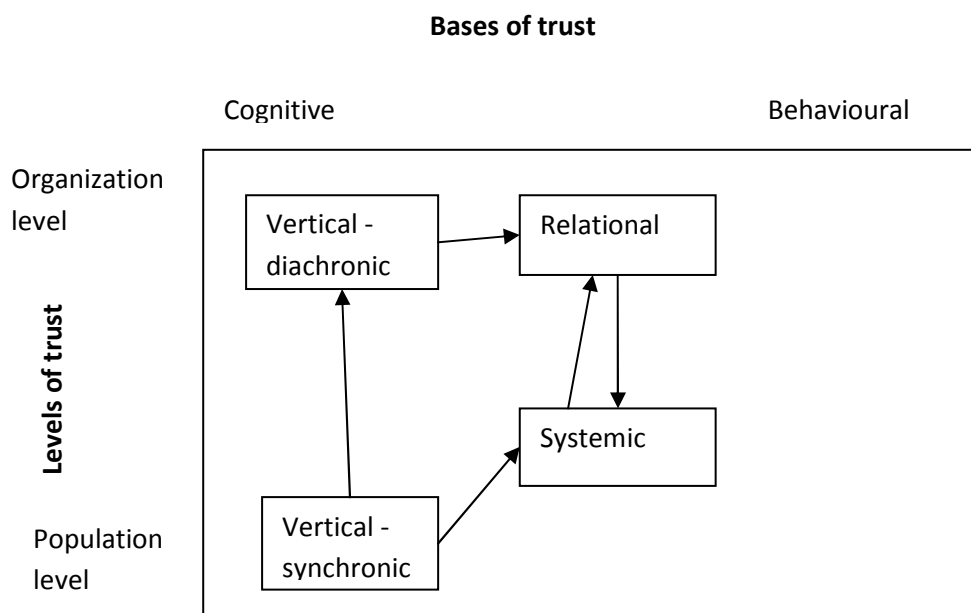 Bases of trust
Cognitive
Behavioural
Organization
level
Vertical -
diachronic
Relational
Levels of trust
Systemic
Population
level
Vertical -
synchronic